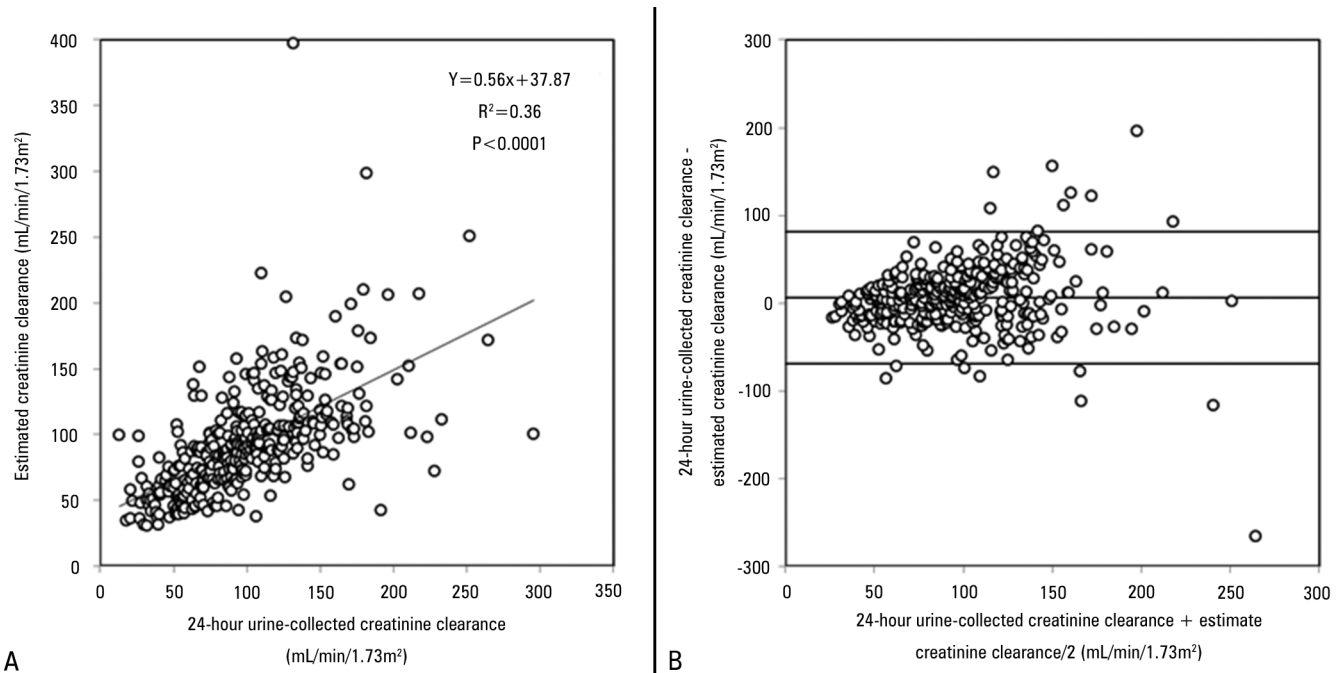 400
350
300
250
200
150
100
50
0
0
50
100
150
200
250
300
350
Y=0.56x+37.87
R²=0.36
P<0.0001
Estimated creatinine clearance (mL/min/1.73m²)
24-hour urine-collected creatinine clearance
(mL/min/1.73m²)
A
300
200
100
0
-100
-200
-300
0
50
100
150
200
250
300
24-hour urine-collected creatinine clearance -
estimated creatinine clearance (mL/min/1.73m²)
24-hour urine-collected creatinine clearance + estimate
creatinine clearance/2 (mL/min/1.73m²)
B